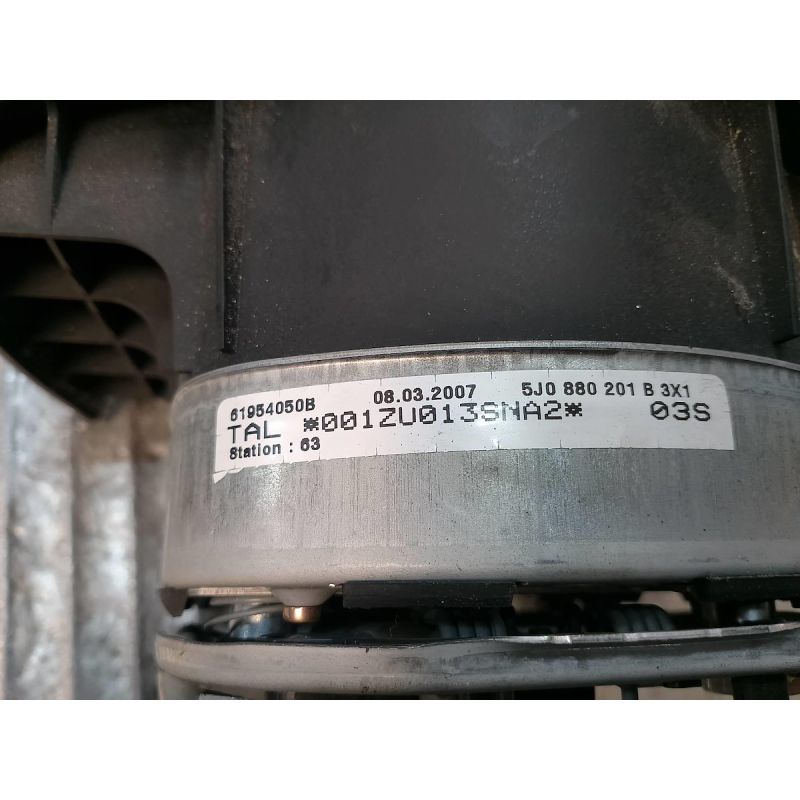 61954050B 08.03.2007 5J0 880 201 B 3X1
TAL *001ZU013SNA2* 03S
Station : 63